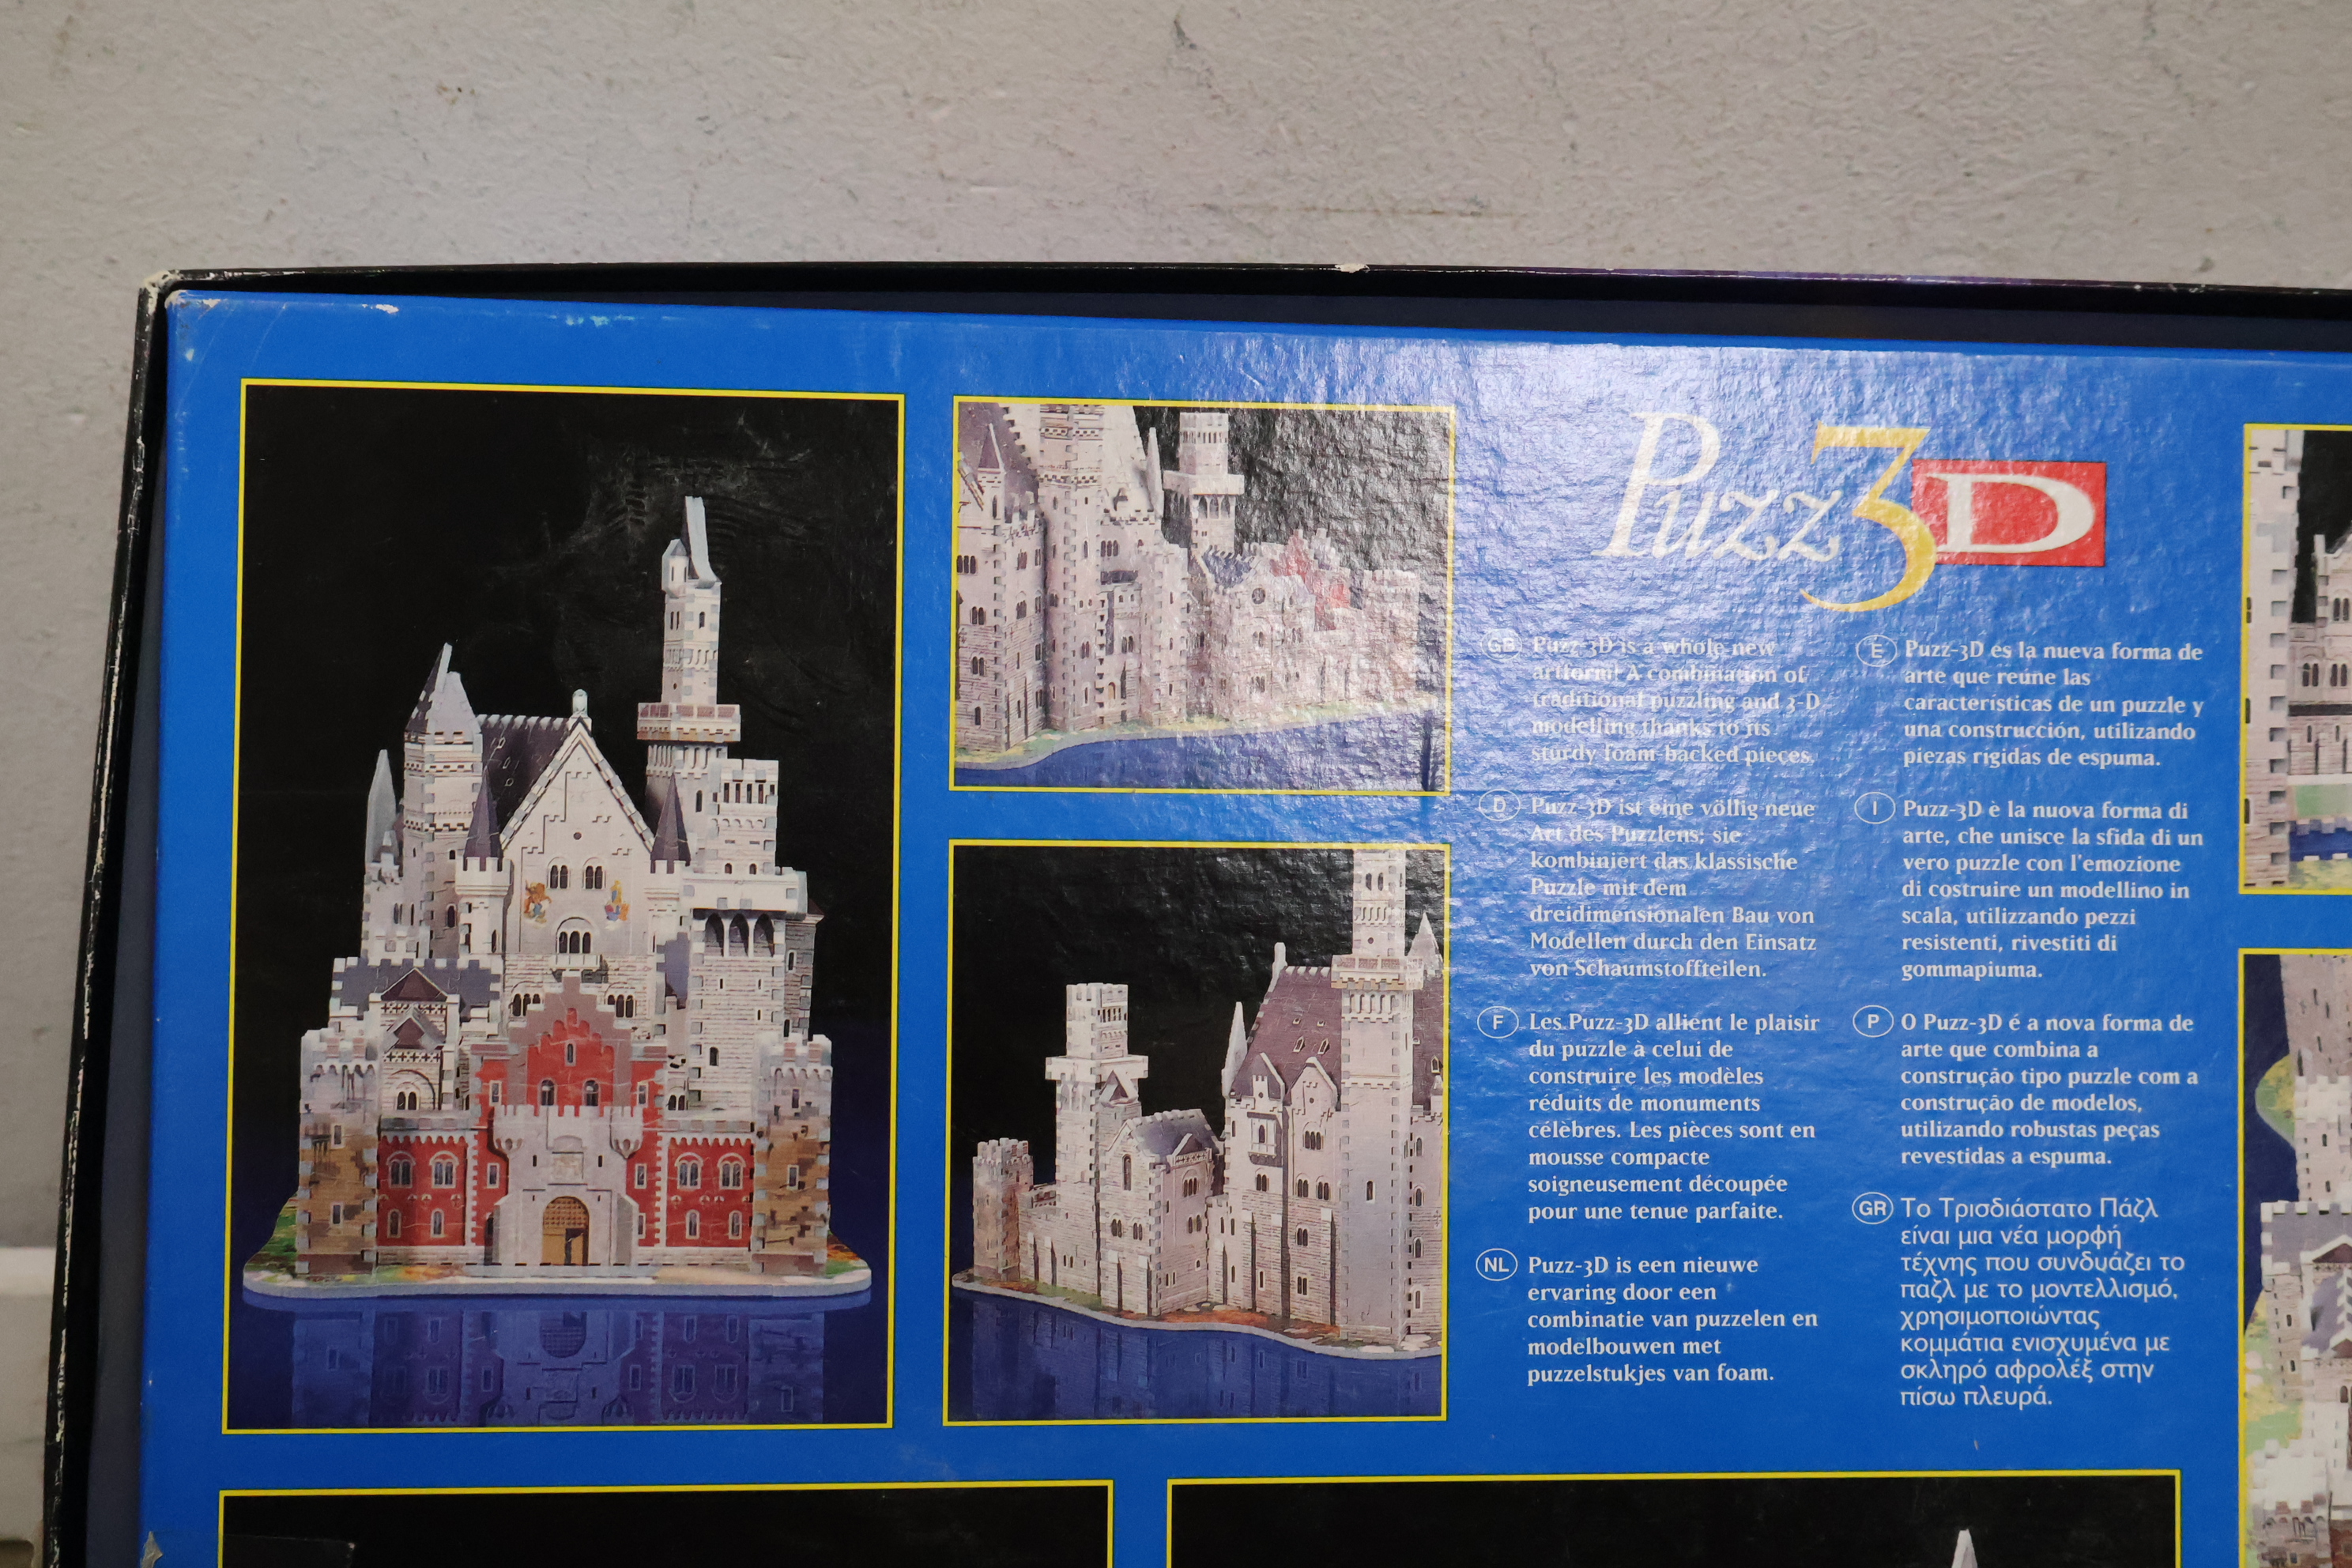 Puzz 3D
GB Puzz-3D is a whole new
artform! A combination of
traditional puzzling and 3-D
modelling thanks to its
sturdy foam-backed pieces.
D Puzz-3D ist eine völlig neue
Art des Puzzlens; sie
kombiniert das klassische
Puzzle mit dem
dreidimensionalen Bau von
Modellen durch den Einsatz
von Schaumstoffteilen.
F Les Puzz-3D allient le plaisir
du puzzle à celui de
construire les modèles
réduits de monuments
célèbres. Les pièces sont en
mousse compacte
soigneusement découpée
pour une tenue parfaite.
NL Puzz-3D is een nieuwe
ervaring door een
combinatie van puzzelen en
modelbouwen met
puzzelstukjes van foam.
E Puzz-3D es la nueva forma de
arte que reúne las
características de un puzzle y
una construcción, utilizando
piezas rígidas de espuma.
I Puzz-3D è la nuova forma di
arte, che unisce la sfida di un
vero puzzle con l'emozione
di costruire un modellino in
scala, utilizzando pezzi
resistenti, rivestiti di
gommapiuma.
P O Puzz-3D é a nova forma de
arte que combina a
construção tipo puzzle com a
construção de modelos,
utilizando robustas peças
revestidas a espuma.
GR Το Τρισδιάστατο Πάζλ
είναι μια νέα μορφή
τέχνης που συνδυάζει το
παζλ με το μοντελλισμό,
χρησιμοποιώντας
κομμάτια ενισχυμένα με
σκληρό αφρολέξ στην
πίσω πλευρά.